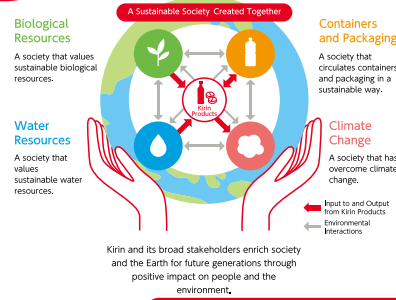 A Sustainable Society Created Together
Biological
Resources
A society that values
sustainable biological
resources.
Containers
and Packaging
A society that
circulates containers
and packaging in a
sustainable way.
Kirin
Products
Water
Resources
A society that
values
sustainable water
resources.
Climate
Change
A society that has
overcome climate
change.
Input to and Output
from Kirin Products
Environmental
Interactions
Kirin and its broad stakeholders enrich society
and the Earth for future generations through
positive impact on people and the
environment.